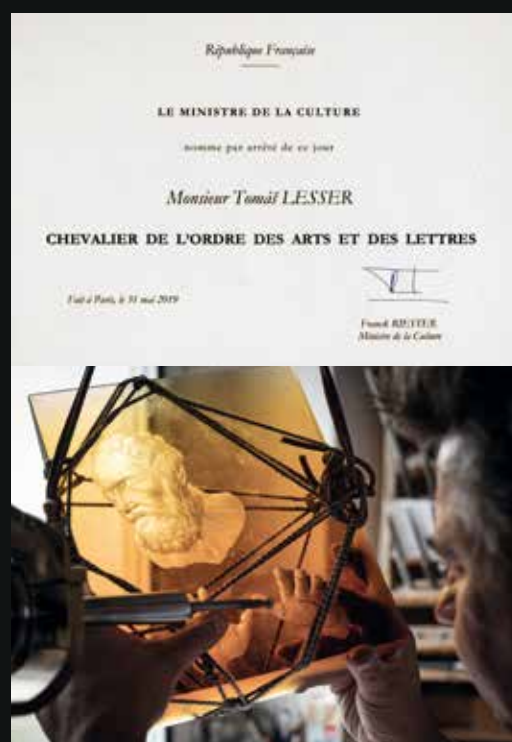 République Française
LE MINISTRE DE LA CULTURE
nomme par arrêté de ce jour
Monsieur Tomáš LESSER
CHEVALIER DE L'ORDRE DES ARTS ET DES LETTRES
Fait à Paris, le 31 mai 2019
Franck RIESTER
Ministre de la Culture